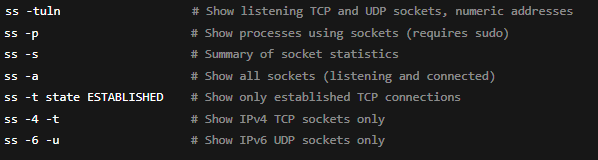 ss -tuln # Show listening TCP and UDP sockets, numeric addresses
ss -p # Show processes using sockets (requires sudo)
ss -s # Summary of socket statistics
ss -a # Show all sockets (listening and connected)
ss -t state ESTABLISHED # Show only established TCP connections
ss -4 -t # Show IPv4 TCP sockets only
ss -6 -u # Show IPv6 UDP sockets only